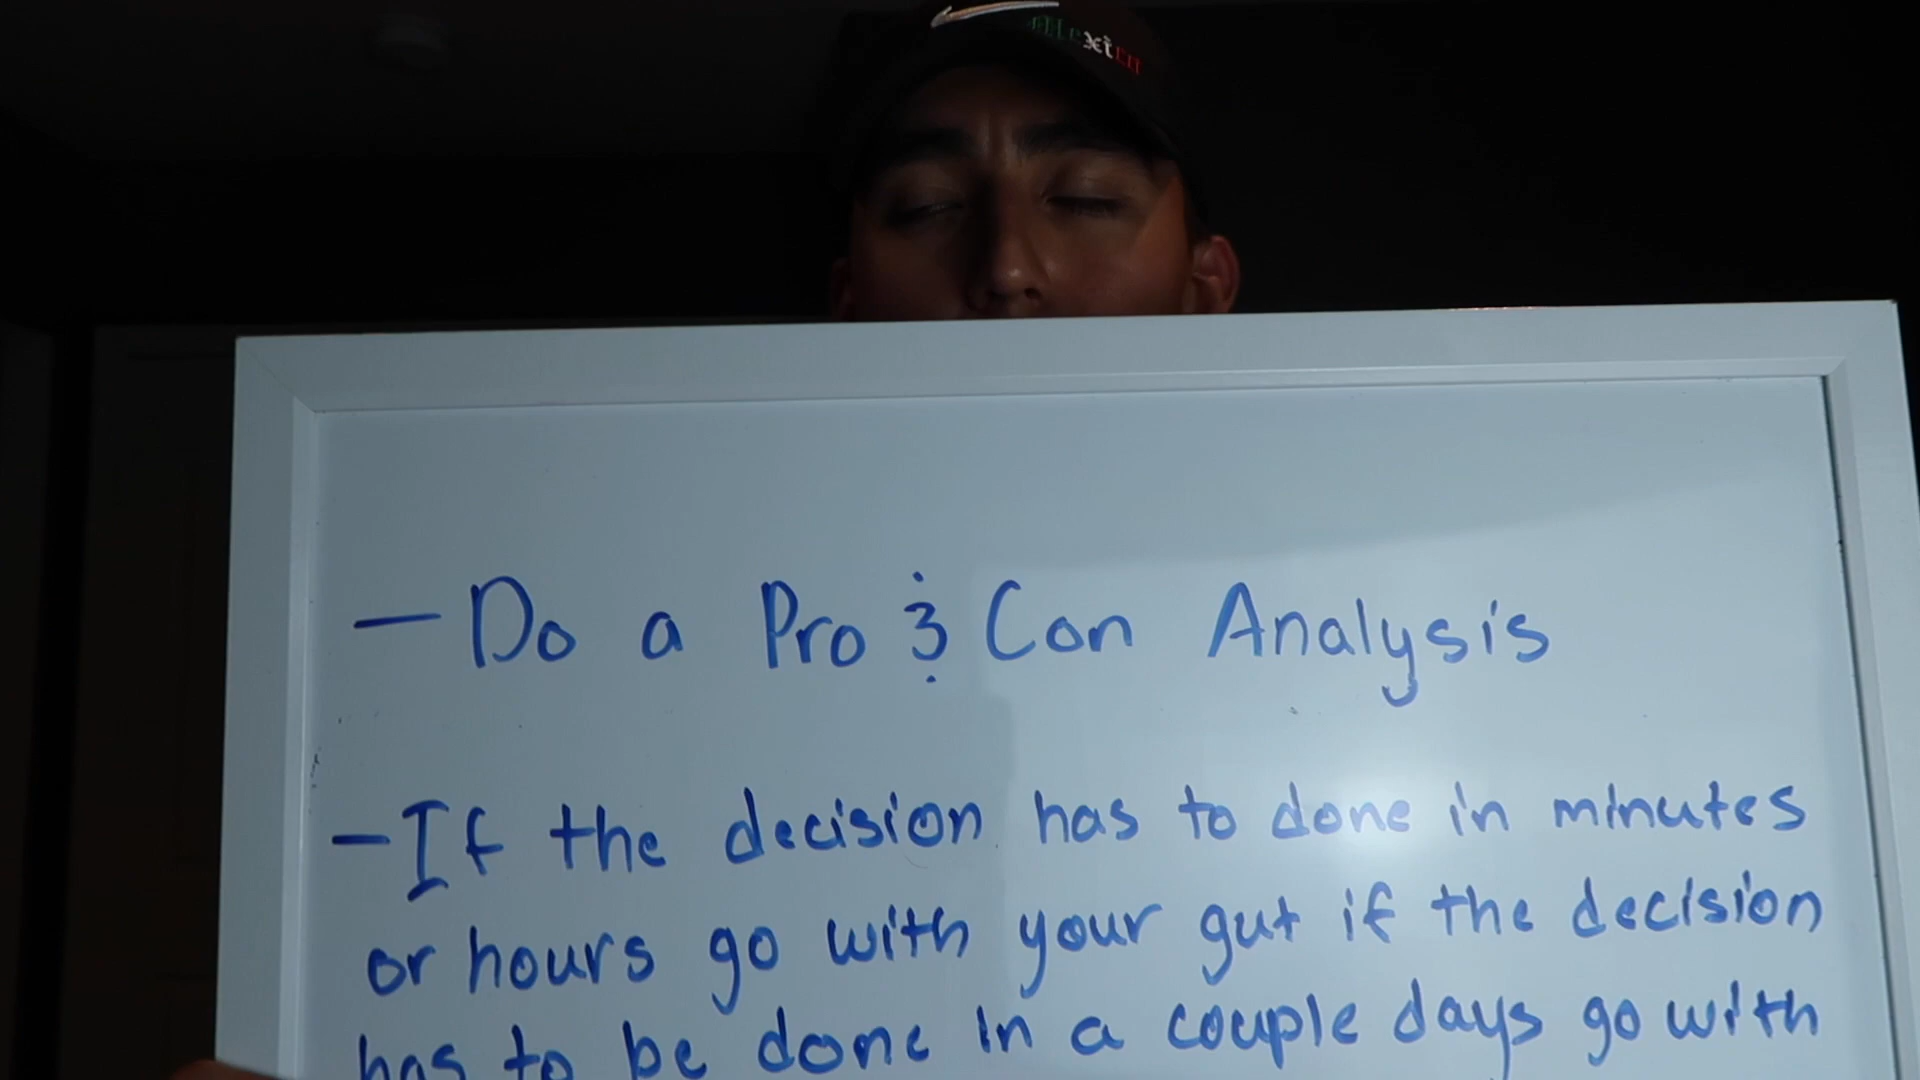 Mexico
- Do a Pro & Con Analysis
- If the decision has to done in minutes
or hours go with your gut if the decision
has to be done in a couple days go with